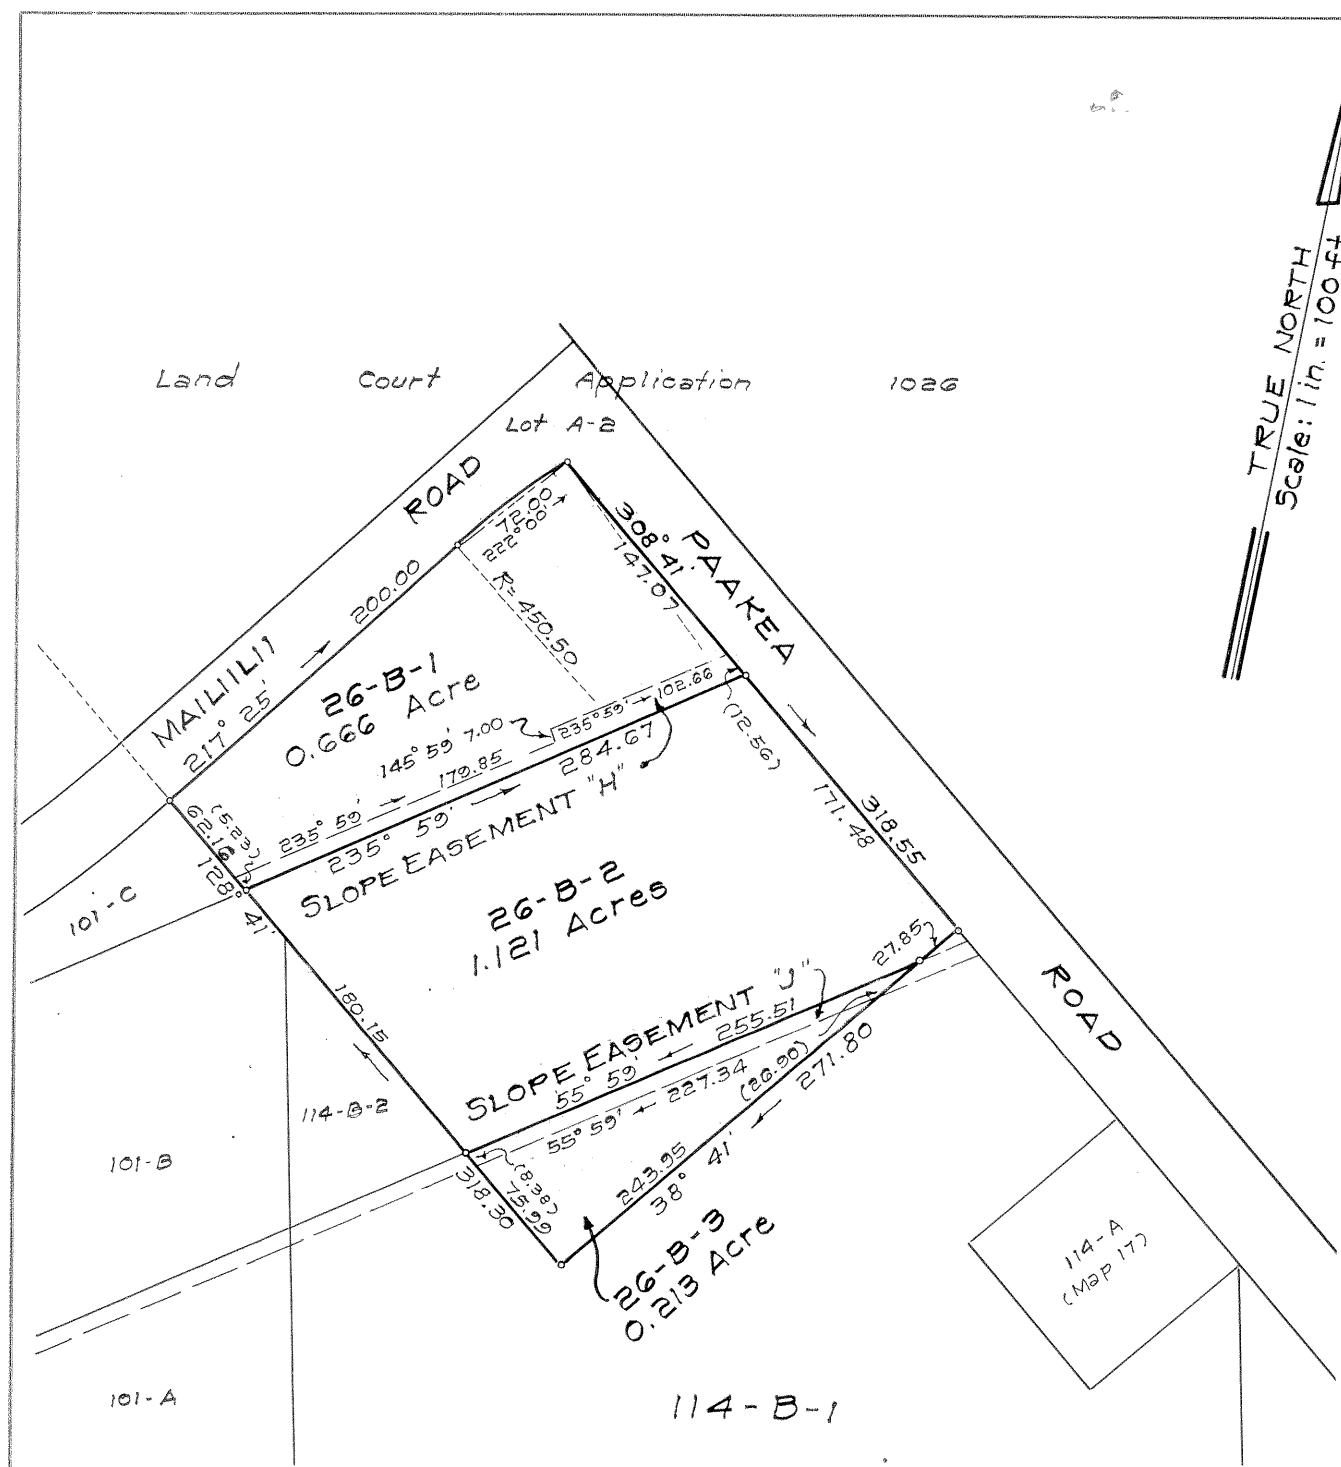 TRUE NORTH
Scale: 1 in. = 100 ft
Land Court Application 1026
Lot A-2
ROAD
72.00
222° 00'
308° 41'
147.07
PAAKEA
R= 450.50
200.00
MAILIILII
217° 25'
26-B-1
0.666 Acre
145° 59' 7.00
235° 59' 102.66
179.85
284.67
(12.56)
(5.23)
62.16
128° 41'
235° 59'
235° 59'
SLOPE EASEMENT "H"
171.48
318.55
101-C
26-B-2
1.121 Acres
27.85
180.15
SLOPE EASEMENT "J"
255.51
55° 59'
ROAD
227.34
55° 59'
(26.90)
271.80
114-B-2
101-B
(8.38)
75.99
318.30
243.95
38° 41'
26-B-3
0.213 Acre
114-A
(Map 17)
101-A
114-B-1